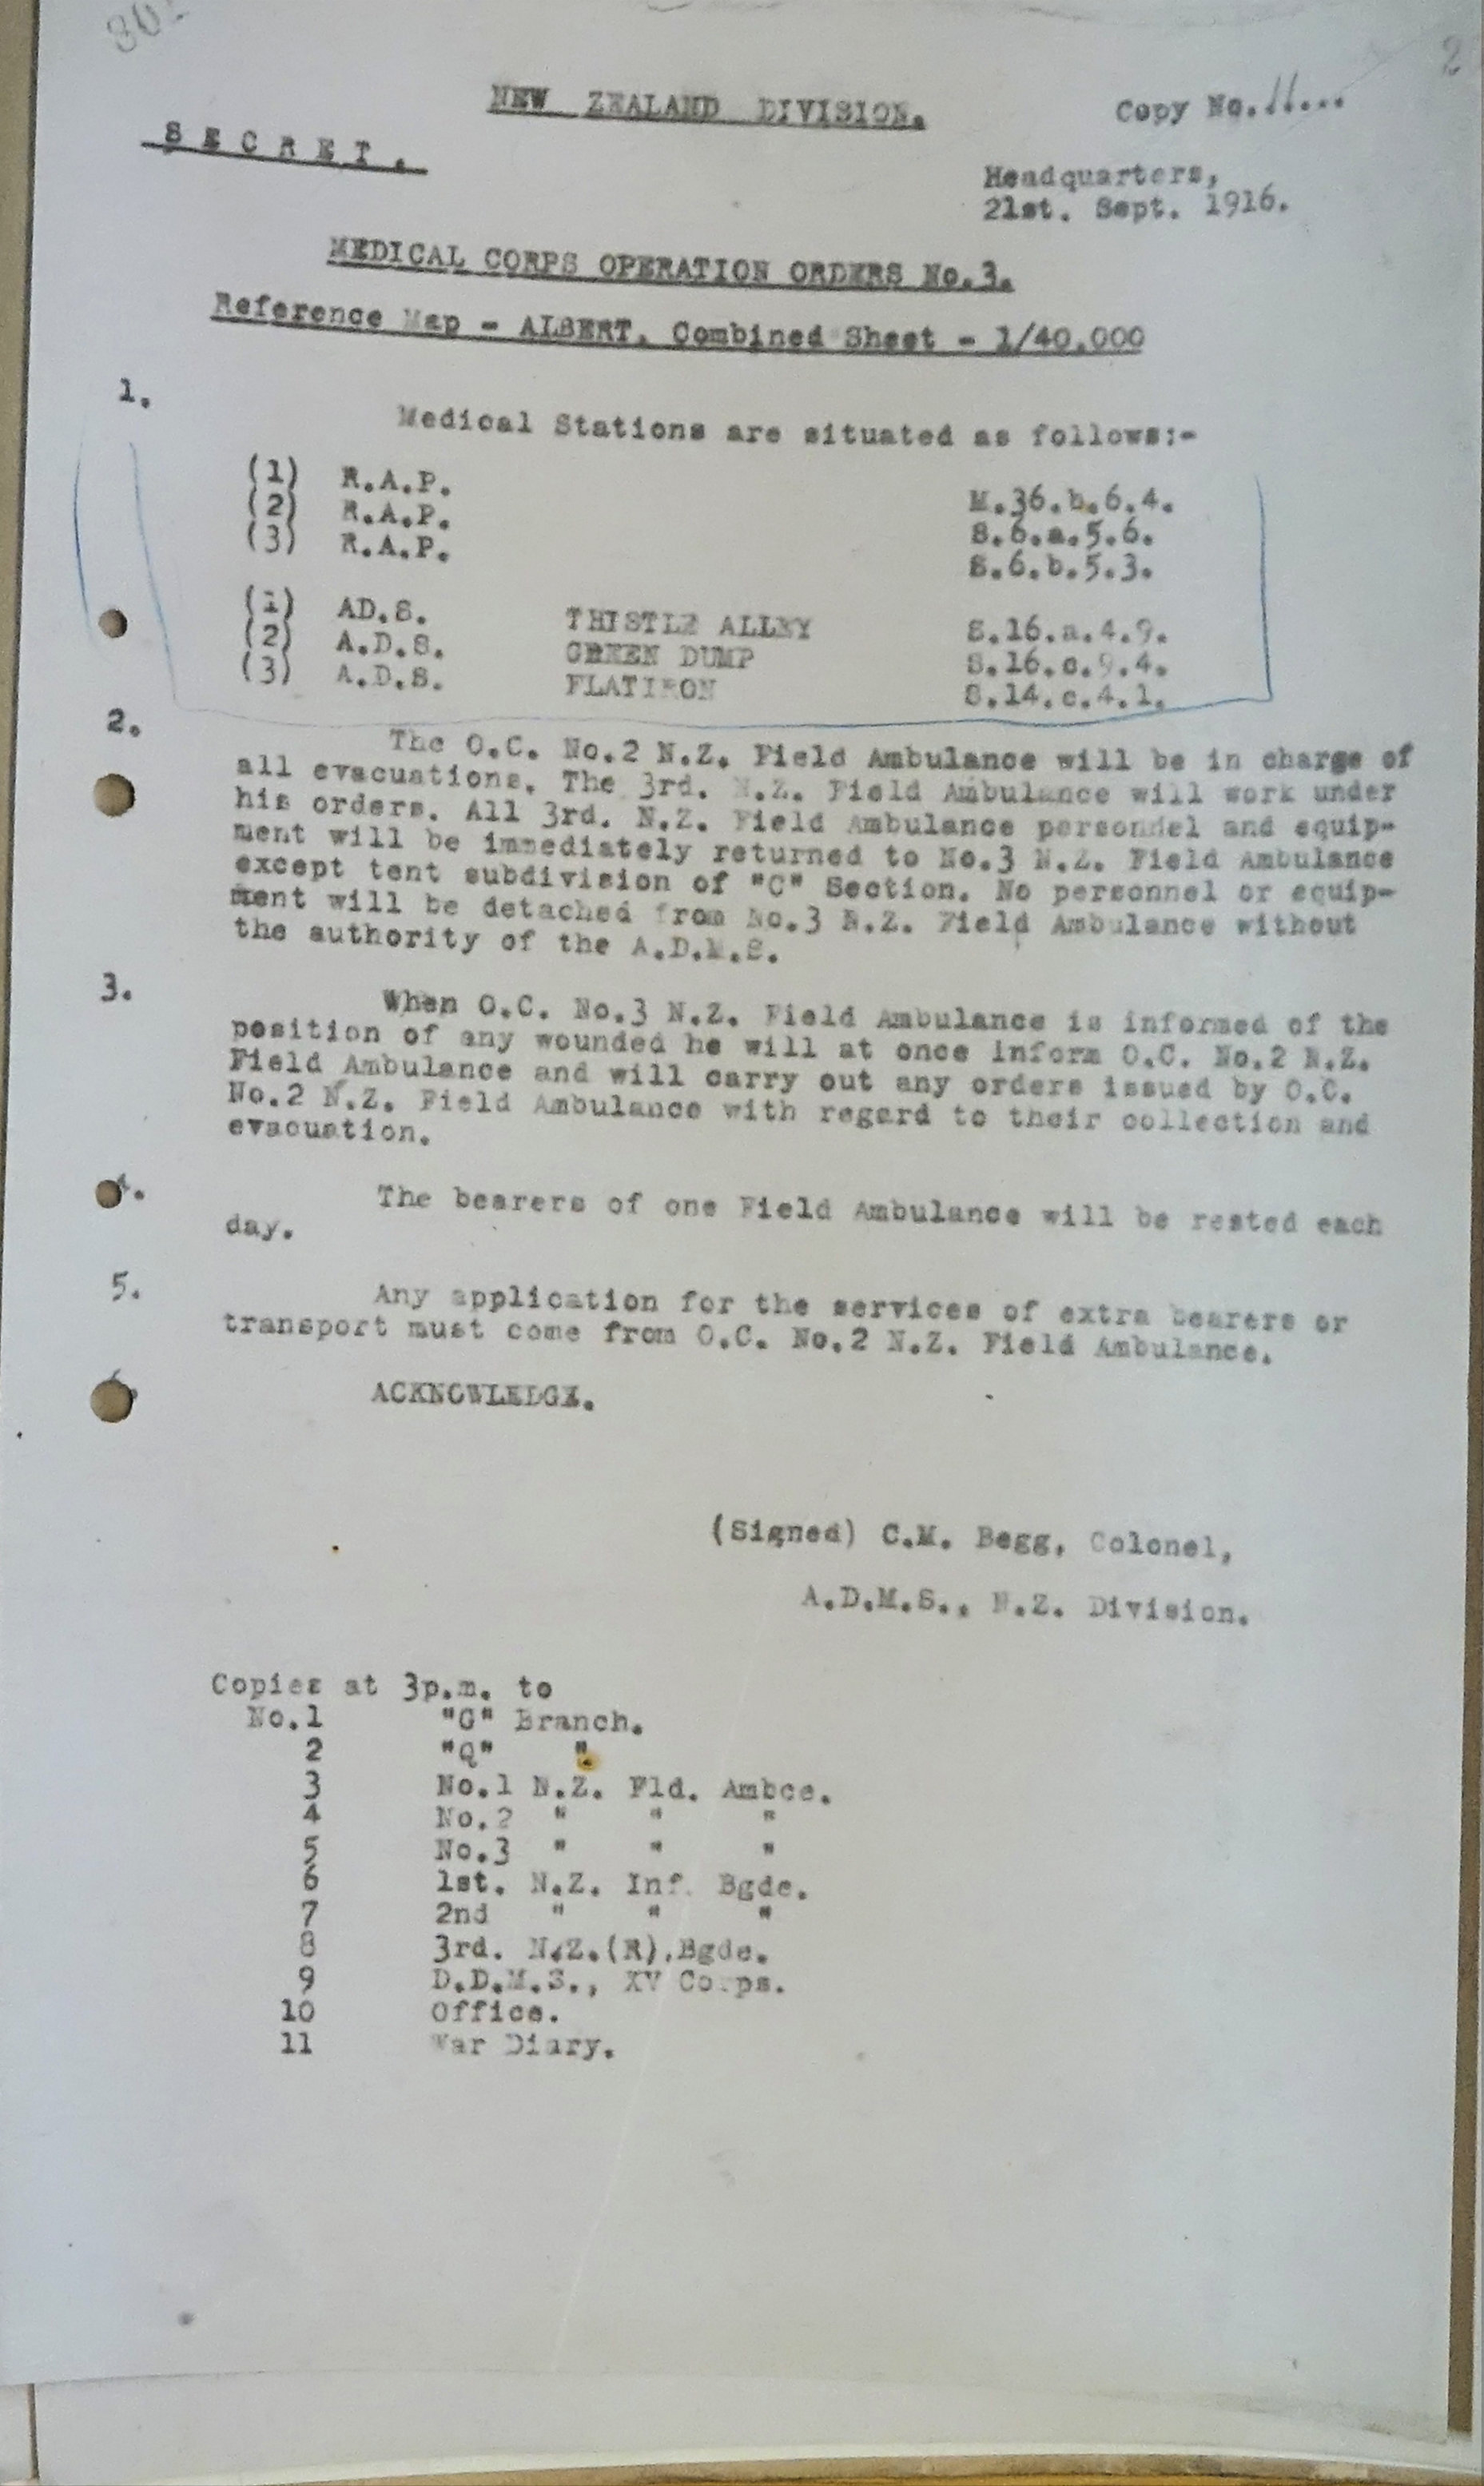 NEW ZEALAND DIVISION.
Copy No. 11...
SECRET.
Headquarters,
21st. Sept. 1916.
MEDICAL CORPS OPERATION ORDERS No.3.
Reference Map - ALBERT. Combined Sheet - 1/40.000
1.
Medical Stations are situated as follows:-
(1) R.A.P. M.36.b.6.4.
(2) R.A.P. S.6.a.5.6.
(3) R.A.P. S.6.b.5.3.
(1) AD.S. THISTLE ALLEY S.16.a.4.9.
(2) A.D.S. GREEN DUMP S.16.c.9.4.
(3) A.D.S. FLATIRON S.14.c.4.1.
2.
The O.C. No.2 N.Z. Field Ambulance will be in charge of
all evacuations. The 3rd. N.Z. Field Ambulance will work under
his orders. All 3rd. N.Z. Field Ambulance personnel and equip-
ment will be immediately returned to No.3 N.Z. Field Ambulance
except tent subdivision of "C" Section. No personnel or equip-
ment will be detached from No.3 N.Z. Field Ambulance without
the authority of the A.D.M.S.
3.
When O.C. No.3 N.Z. Field Ambulance is informed of the
position of any wounded he will at once inform O.C. No.2 N.Z.
Field Ambulance and will carry out any orders issued by O.C.
No.2 N.Z. Field Ambulance with regard to their collection and
evacuation.
4.
The bearers of one Field Ambulance will be rested each
day.
5.
Any application for the services of extra bearers or
transport must come from O.C. No.2 N.Z. Field Ambulance.
ACKNOWLEDGE.
(Signed) C.M. Begg, Colonel,
A.D.M.S., N.Z. Division.
Copies at 3p.m. to
No.1 "G" Branch.
2 "Q" ".
3 No.1 N.Z. Fld. Ambce.
4 No.2 " " "
5 No.3 " " "
6 1st. N.Z. Inf. Bgde.
7 2nd " " "
8 3rd. N.Z.(R).Bgde.
9 D.D.M.S., XV Corps.
10 Office.
11 War Diary.